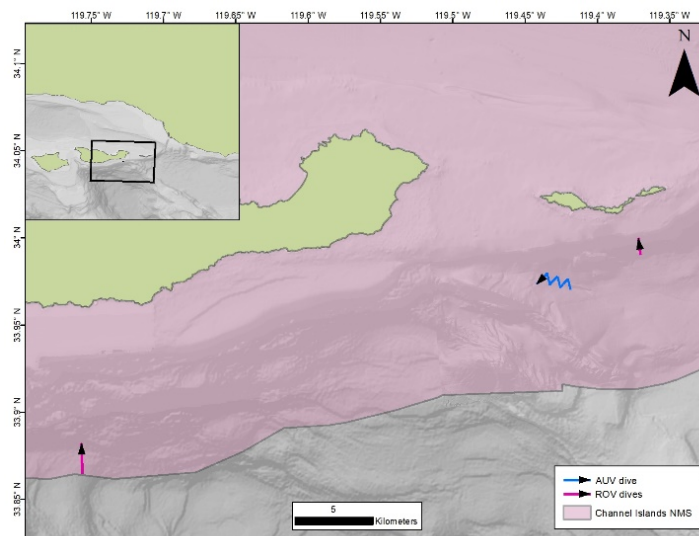 119.75° W 119.7° W 119.65° W 119.6° W 119.55° W 119.5° W 119.45° W 119.4° W 119.35° W
N
34.1° N
34.05° N
34° N
33.95° N
33.9° N
33.85° N
5
Kilometers
AUV dive
ROV dives
Channel Islands NMS